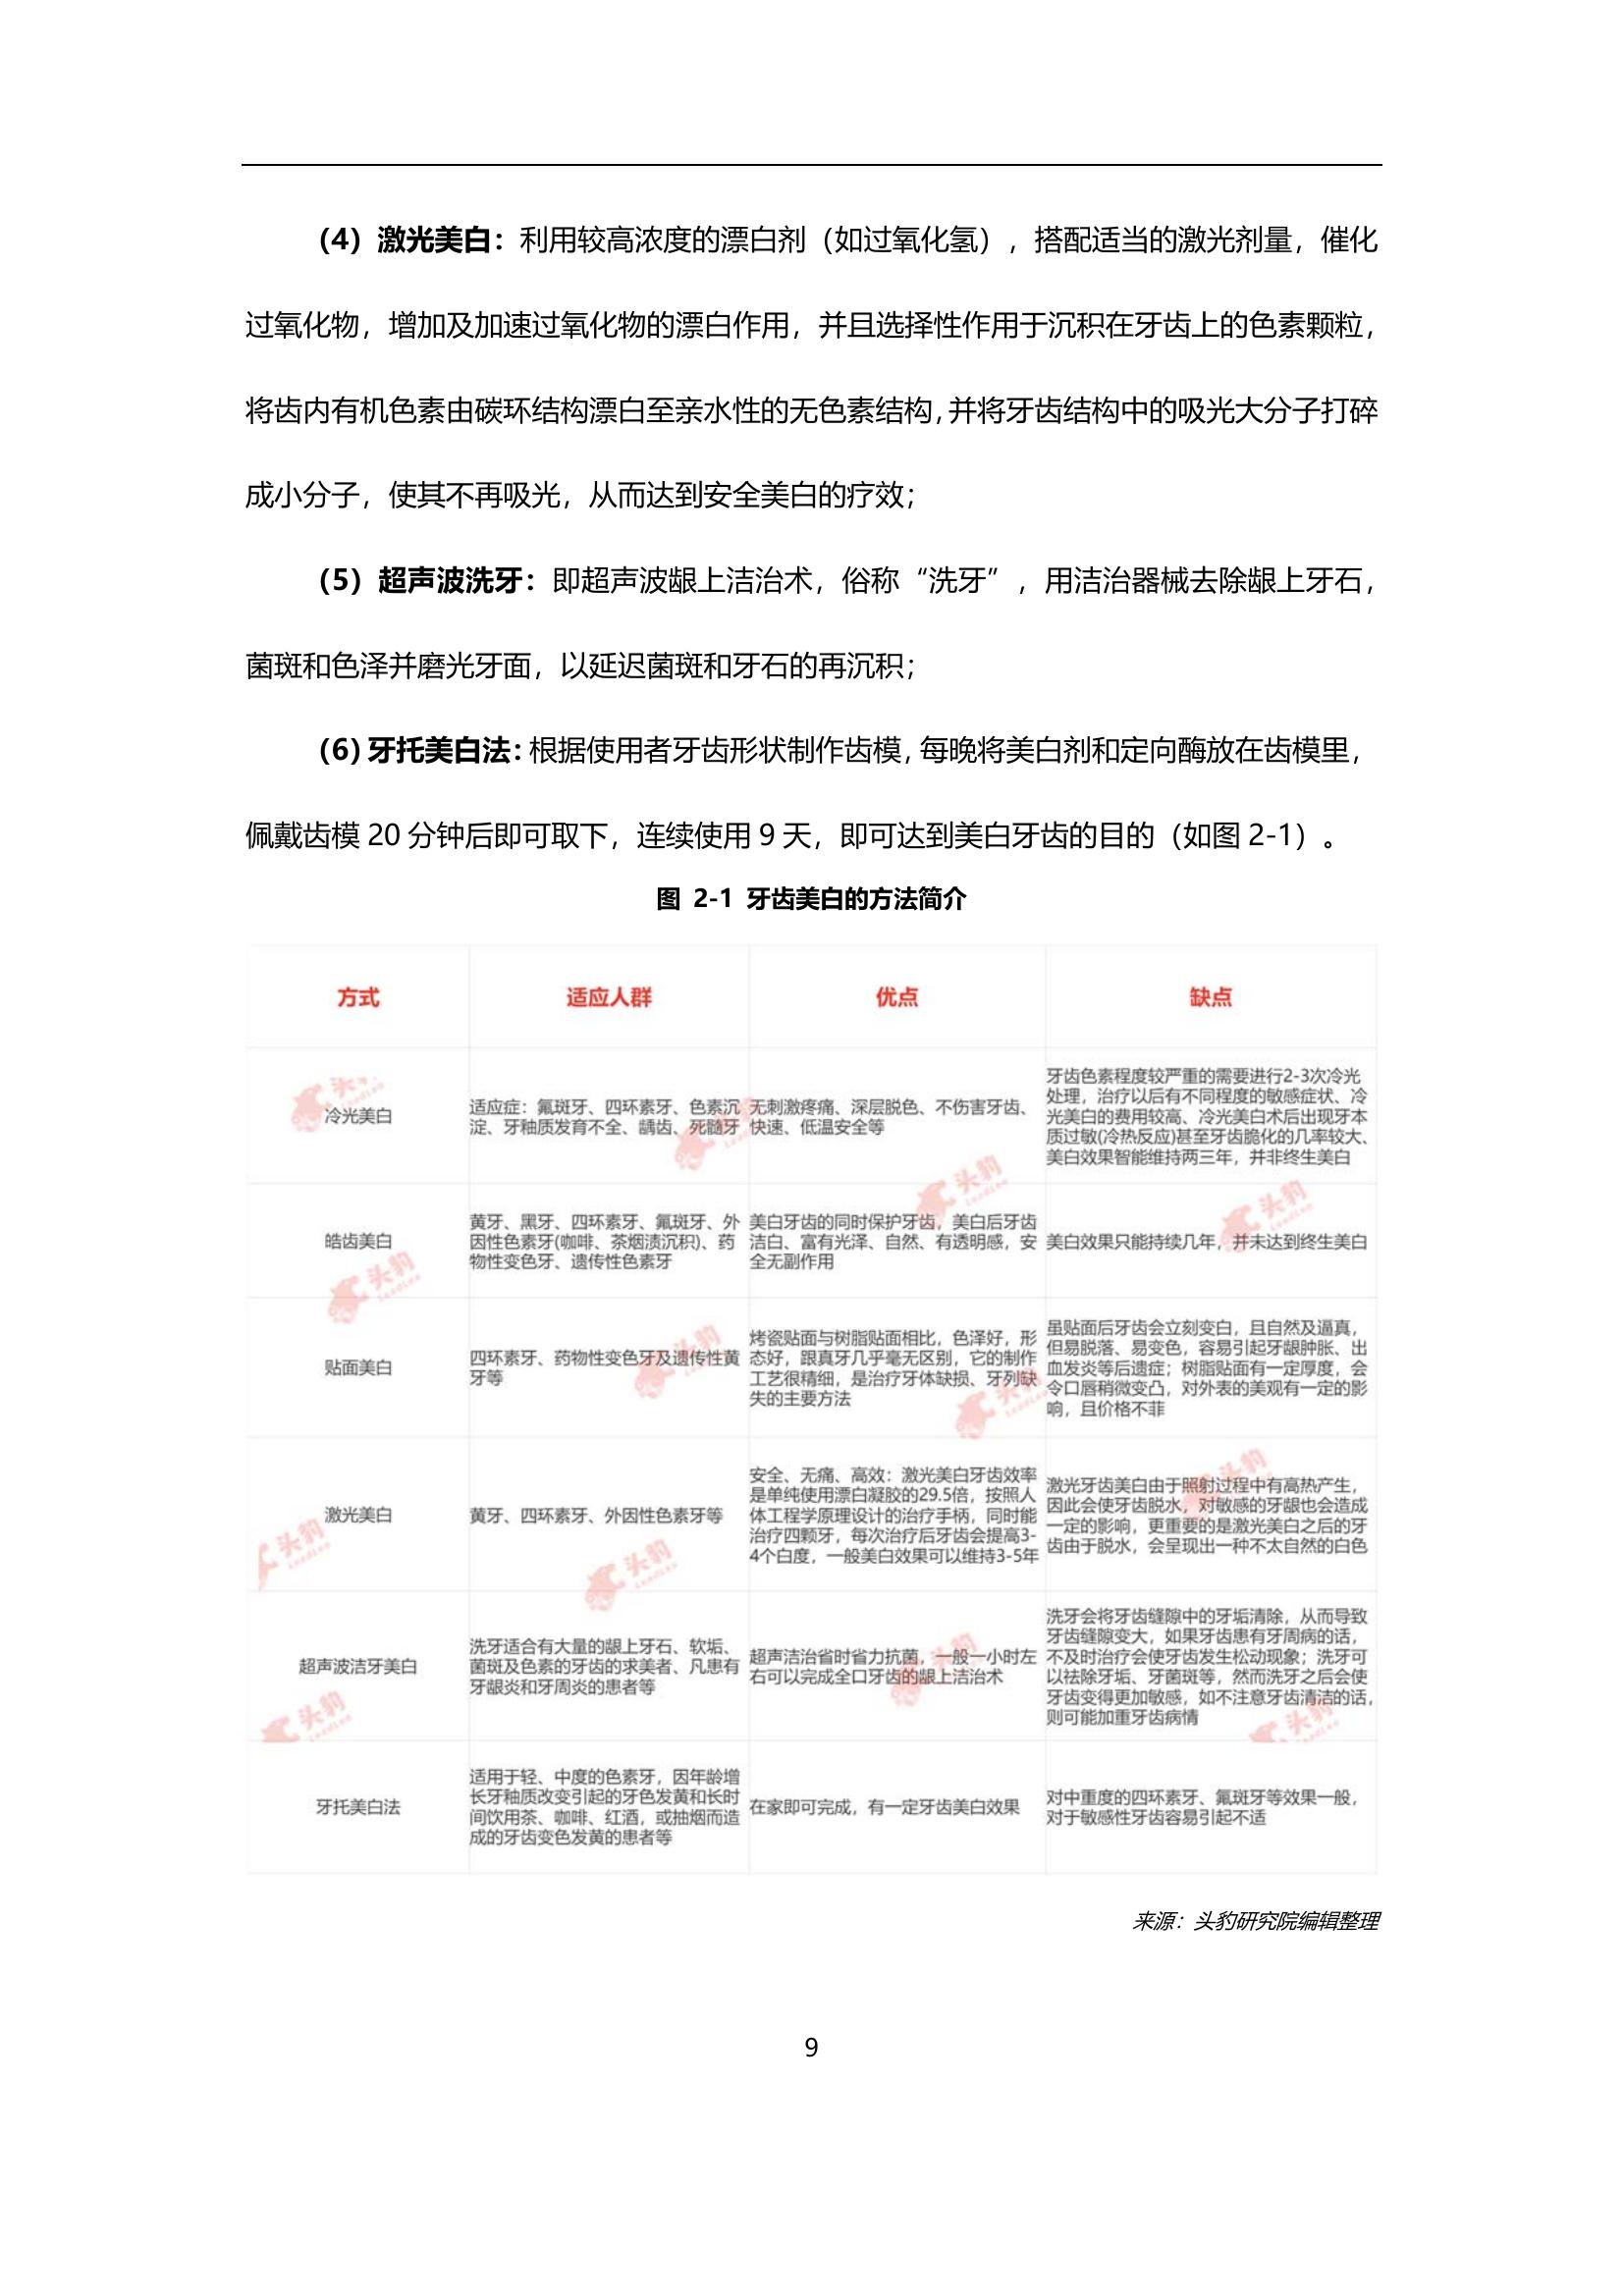 （4）激光美白：利用较高浓度的漂白剂（如过氧化氢），搭配适当的激光剂量，催化
过氧化物，增加及加速过氧化物的漂白作用，并且选择性作用于沉积在牙齿上的色素颗粒，
将齿内有机色素由碳环结构漂白至亲水性的无色素结构，并将牙齿结构中的吸光大分子打碎
成小分子，使其不再吸光，从而达到安全美白的疗效；
（5）超声波洗牙：即超声波龈上洁治术，俗称“洗牙”，用洁治器械去除龈上牙石，
菌斑和色泽并磨光牙面，以延迟菌斑和牙石的再沉积；
（6）牙托美白法：根据使用者牙齿形状制作齿模，每晚将美白剂和定向酶放在齿模里，
佩戴齿模 20 分钟后即可取下，连续使用 9 天，即可达到美白牙齿的目的（如图 2-1）。
图 2-1 牙齿美白的方法简介
方式 适应人群 优点 缺点
冷光美白
适应症：氟斑牙、四环素牙、色素沉
淀、牙釉质发育不全、龋齿、死髓牙
无刺激疼痛、深层脱色、不伤害牙齿、
快速、低温安全等
牙齿色素程度较严重的需要进行2-3次冷光
处理，治疗以后有不同程度的敏感症状、冷
光美白的费用较高、冷光美白术后出现牙本
质过敏(冷热反应)甚至牙齿脆化的几率较大、
美白效果智能维持两三年，并非终生美白
皓齿美白
黄牙、黑牙、四环素牙、氟斑牙、外
因性色素牙(咖啡、茶烟渍沉积)、药
物性变色牙、遗传性色素牙
美白牙齿的同时保护牙齿，美白后牙齿
洁白、富有光泽、自然、有透明感，安
全无副作用
美白效果只能持续几年，并未达到终生美白
贴面美白
四环素牙、药物性变色牙及遗传性黄
牙等
烤瓷贴面与树脂贴面相比，色泽好，形
态好，跟真牙几乎毫无区别，它的制作
工艺很精细，是治疗牙体缺损、牙列缺
失的主要方法
虽贴面后牙齿会立刻变白，且自然及逼真，
但易脱落、易变色，容易引起牙龈肿胀、出
血发炎等后遗症；树脂贴面有一定厚度，会
令口唇稍微变凸，对外表的美观有一定的影
响，且价格不菲
激光美白
黄牙、四环素牙、外因性色素牙等
安全、无痛、高效：激光美白牙齿效率
是单纯使用漂白凝胶的29.5倍，按照人
体工程学原理设计的治疗手柄，同时能
治疗四颗牙，每次治疗后牙齿会提高3-
4个白度，一般美白效果可以维持3-5年
激光牙齿美白由于照射过程中有高热产生，
因此会使牙齿脱水，对敏感的牙龈也会造成
一定的影响，更重要的是激光美白之后的牙
齿由于脱水，会呈现出一种不太自然的白色
超声波洁牙美白
洗牙适合有大量的龈上牙石、软垢、
菌斑及色素的牙齿的求美者、凡患有
牙龈炎和牙周炎的患者等
超声洁治省时省力抗菌，一般一小时左
右可以完成全口牙齿的龈上洁治术
洗牙会将牙齿缝隙中的牙垢清除，从而导致
牙齿缝隙变大，如果牙齿患有牙周病的话，
不及时治疗会使牙齿发生松动现象；洗牙可
以祛除牙垢、牙菌斑等，然而洗牙之后会使
牙齿变得更加敏感，如不注意牙齿清洁的话，
则可能加重牙齿病情
牙托美白法
适用于轻、中度的色素牙，因年龄增
长牙釉质改变引起的牙色发黄和长时
间饮用茶、咖啡、红酒，或抽烟而造
成的牙齿变色发黄的患者等
在家即可完成，有一定牙齿美白效果
对中重度的四环素牙、氟斑牙等效果一般，
对于敏感性牙齿容易引起不适
来源：头豹研究院编辑整理
9